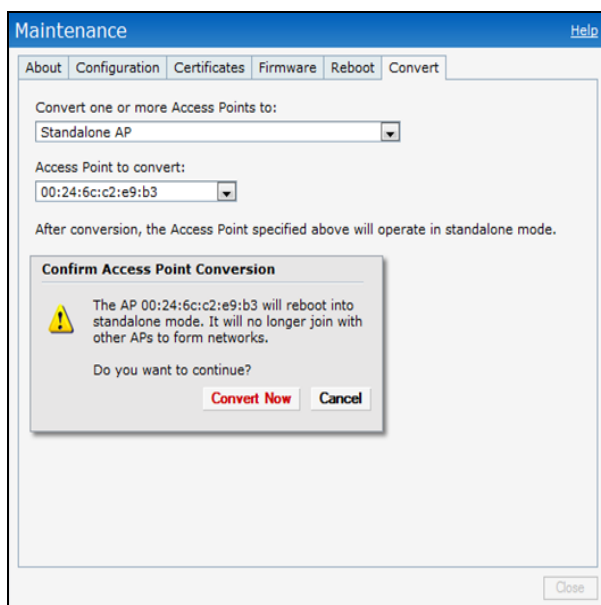 Maintenance
Help
About Configuration Certificates Firmware Reboot Convert
Convert one or more Access Points to:
Standalone AP
Access Point to convert:
00:24:6c:c2:e9:b3
After conversion, the Access Point specified above will operate in standalone mode.
Confirm Access Point Conversion
The AP 00:24:6c:c2:e9:b3 will reboot into
standalone mode. It will no longer join with
other APs to form networks.
Do you want to continue?
Convert Now Cancel
Close